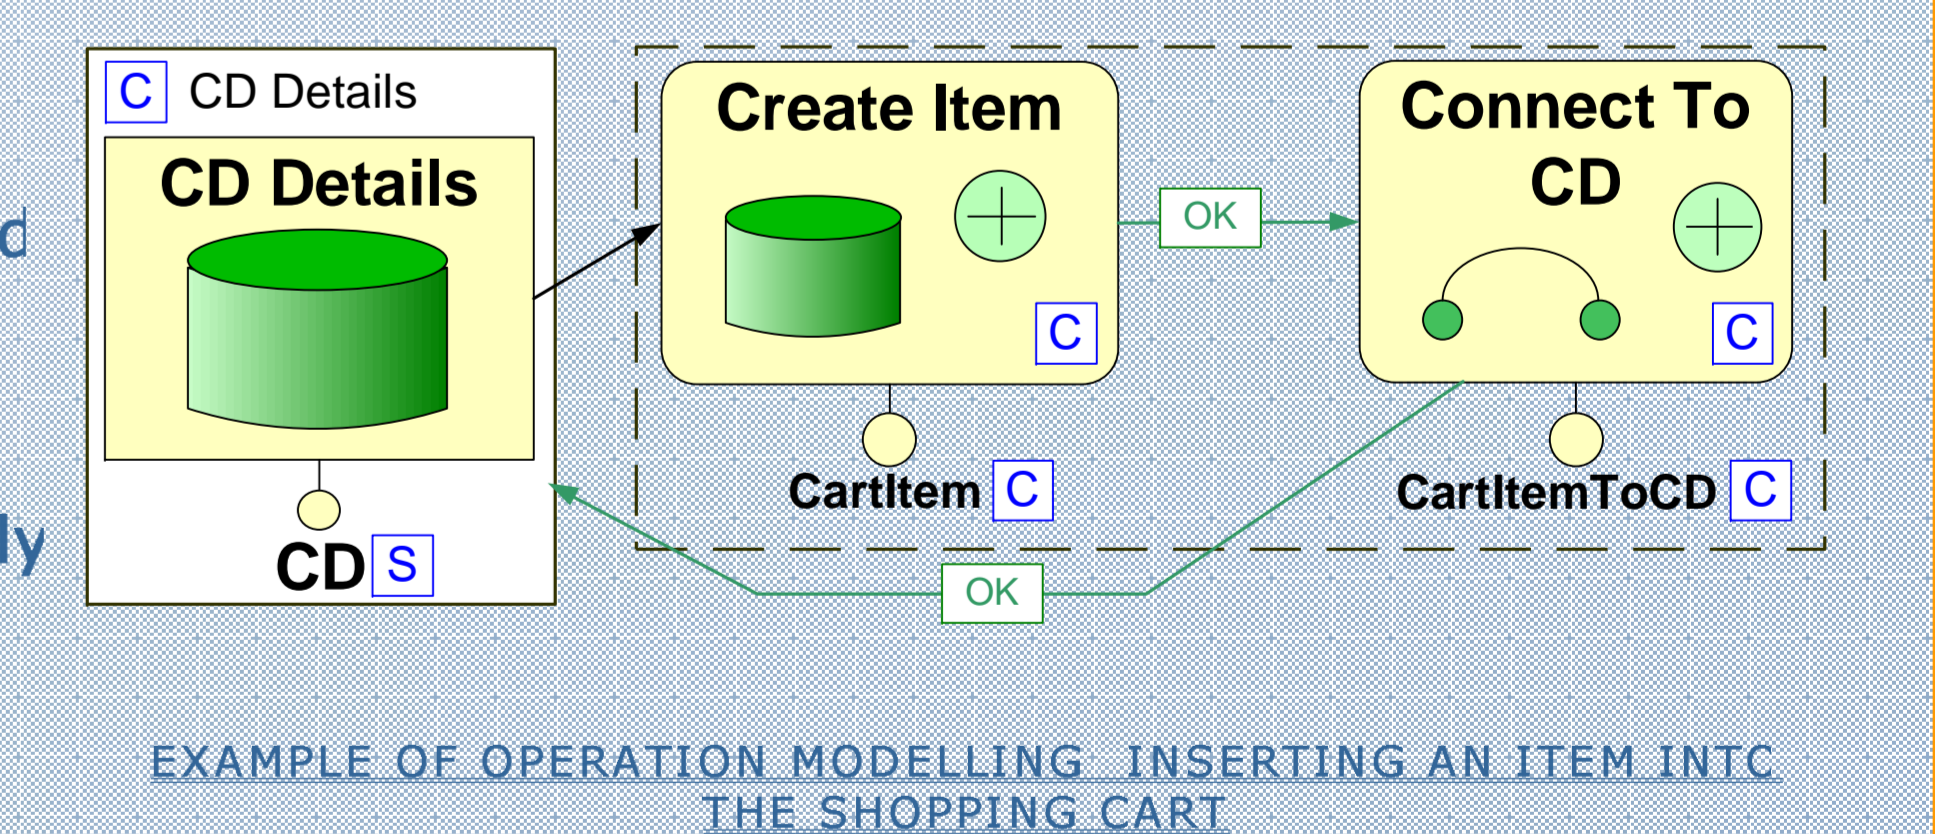 C CD Details
CD Details
CD S
Create Item
C
CartItem C
OK
Connect To
CD
C
CartItemToCD C
OK
d
ly
EXAMPLE OF OPERATION MODELLING INSERTING AN ITEM INTC
THE SHOPPING CART